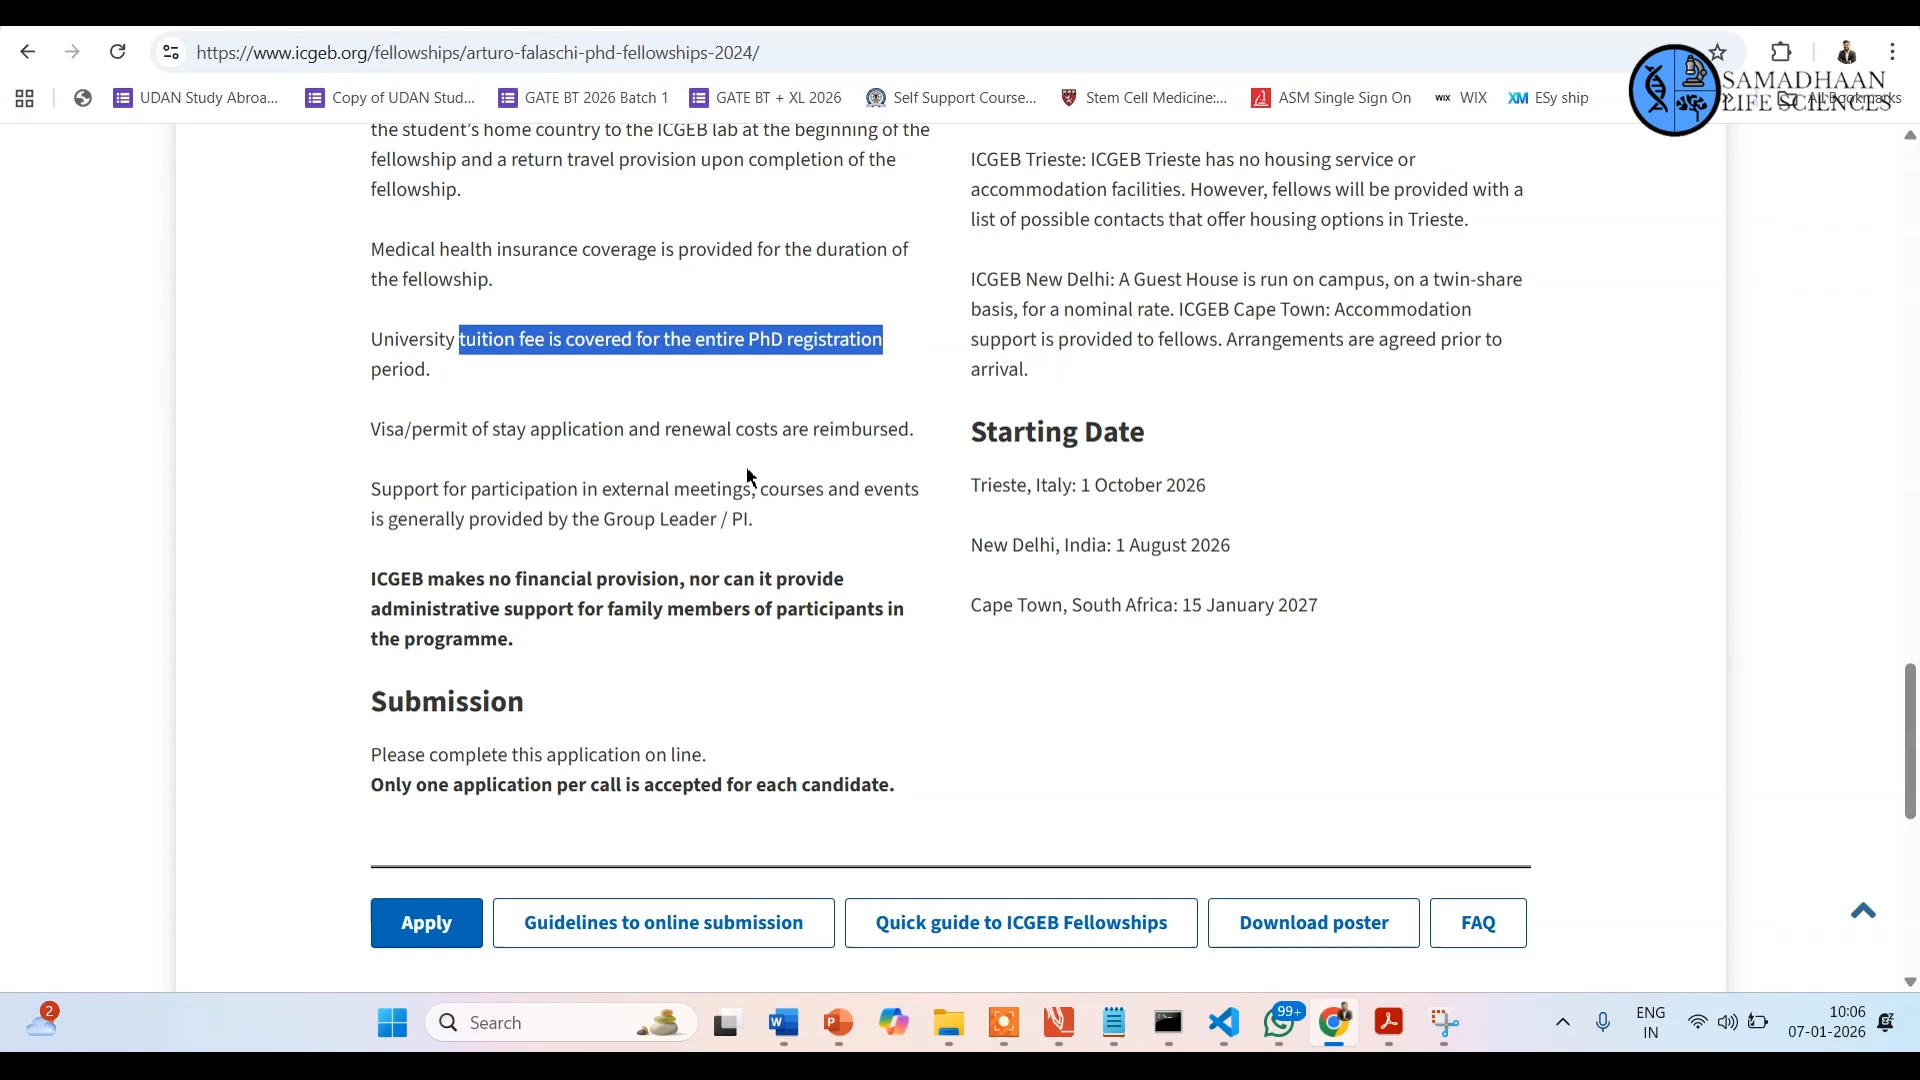 https://www.icgeb.org/fellowships/arturo-falaschi-phd-fellowships-2024/
UDAN Study Abroa...
Copy of UDAN Stud...
GATE BT 2026 Batch 1
GATE BT + XL 2026
Self Support Course...
Stem Cell Medicine:...
ASM Single Sign On
WIX
WIX
XM
ESy ship
All Bookmarks
SAMADHAAN
LIFE SCIENCES
the student's home country to the ICGEB lab at the beginning of the
fellowship and a return travel provision upon completion of the
fellowship.
Medical health insurance coverage is provided for the duration of
the fellowship.
University tuition fee is covered for the entire PhD registration
period.
Visa/permit of stay application and renewal costs are reimbursed.
Support for participation in external meetings, courses and events
is generally provided by the Group Leader / PI.
ICGEB makes no financial provision, nor can it provide
administrative support for family members of participants in
the programme.
Submission
Please complete this application on line.
Only one application per call is accepted for each candidate.
ICGEB Trieste: ICGEB Trieste has no housing service or
accommodation facilities. However, fellows will be provided with a
list of possible contacts that offer housing options in Trieste.
ICGEB New Delhi: A Guest House is run on campus, on a twin-share
basis, for a nominal rate. ICGEB Cape Town: Accommodation
support is provided to fellows. Arrangements are agreed prior to
arrival.
Starting Date
Trieste, Italy: 1 October 2026
New Delhi, India: 1 August 2026
Cape Town, South Africa: 15 January 2027
Apply
Guidelines to online submission
Quick guide to ICGEB Fellowships
Download poster
FAQ
2
Search
99+
ENG
IN
10:06
07-01-2026